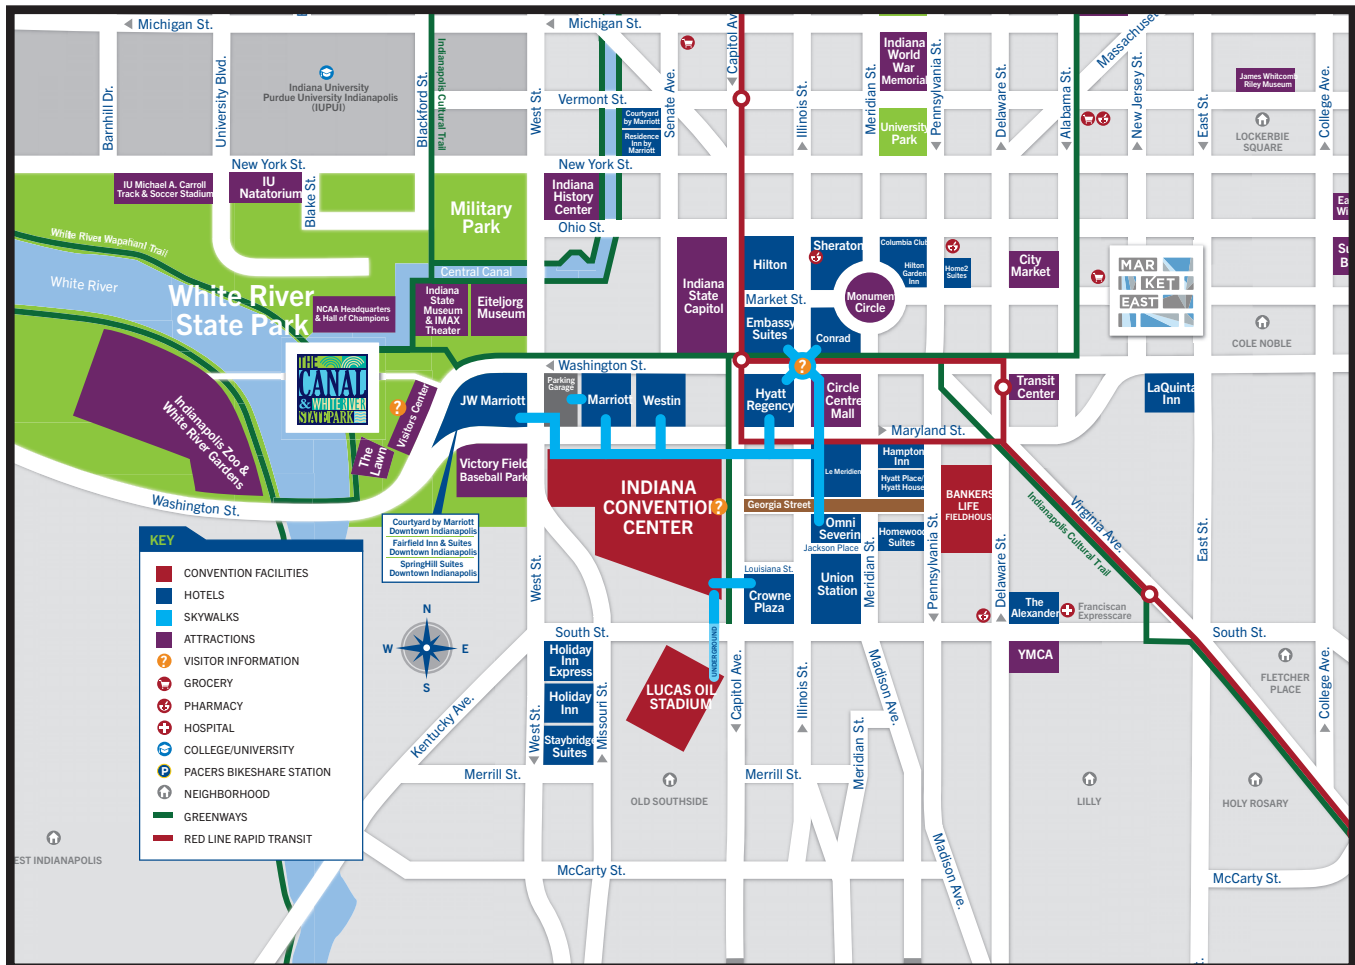 Michigan St.
Michigan St.
Capitol Av
Massachuset
Barnhill Dr.
University Blvd.
Indiana University
Purdue University Indianapolis
(IUPUI)
Blackford St.
Indianapolis Cultural Trail
West St.
Vermont St.
Courtyard
by Marriott
Residence
Inn by
Marriott
Senate Ave.
Illinois St.
Meridian St.
Indiana
World
War
Memorial
University
Park
Pennsylvania St.
Delaware St.
Alabama St.
New Jersey St.
East St.
James Whitcomb
Riley Museum
LOCKERBIE
SQUARE
College Ave.
New York St.
New York St.
IU Michael A. Carroll
Track & Soccer Stadium
IU
Natatorium
Blake St.
Military
Park
Indiana
History
Center
Ohio St.
White River Wapahani Trail
White River
White River
State Park
Central Canal
NCAA Headquarters
& Hall of Champions
Indiana
State
Museum
& IMAX
Theater
Eiteljorg
Museum
Indiana
State
Capitol
Hilton
Sheraton
Columbia Club
Hilton
Garden
Inn
Home2
Suites
City
Market
MAR
KET
EAST
Ea
Wi
Su
B
Market St.
Monument
Circle
Embassy
Suites
Conrad
COLE NOBLE
THE
CANAL
& WHITE RIVER
STATE PARK
Washington St.
Parking
Garage
JW Marriott
Marriott
Westin
Hyatt
Regency
Circle
Centre
Mall
Transit
Center
LaQuinta
Inn
Indianapolis Zoo &
White River Gardens
Visitors Center
The
Lawn
Maryland St.
Victory Field
Baseball Park
INDIANA
CONVENTION
CENTER
Le Meridien
Hampton
Inn
Hyatt Place/
Hyatt House
BANKERS
LIFE
FIELDHOUS
Georgia Street
Washington St.
Courtyard by Marriott
Downtown Indianapolis
Fairfield Inn & Suites
Downtown Indianapolis
SpringHill Suites
Downtown Indianapolis
Omni
Severin
Jackson Place
Homewood
Suites
Indianapolis Cultural Trail
Virginia Ave.
East St.
West St.
Louisiana St.
Crowne
Plaza
Union
Station
Meridian St.
Pennsylvania St.
Delaware St.
The
Alexander
Franciscan
Expresscare
KEY
CONVENTION FACILITIES
HOTELS
SKYWALKS
ATTRACTIONS
VISITOR INFORMATION
GROCERY
PHARMACY
HOSPITAL
COLLEGE/UNIVERSITY
PACERS BIKESHARE STATION
NEIGHBORHOOD
GREENWAYS
RED LINE RAPID TRANSIT
N
W
E
S
South St.
South St.
Holiday
Inn
Express
Holiday
Inn
Staybridge
Suites
UNDERGROUND
LUCAS OIL
STADIUM
YMCA
FLETCHER
PLACE
Kentucky Ave.
West St.
Missouri St.
Capitol Ave.
Illinois St.
Madison Ave.
Meridian St.
College Ave.
Merrill St.
Merrill St.
OLD SOUTHSIDE
LILLY
HOLY ROSARY
EST INDIANAPOLIS
McCarty St.
Madison Ave.
McCarty St.